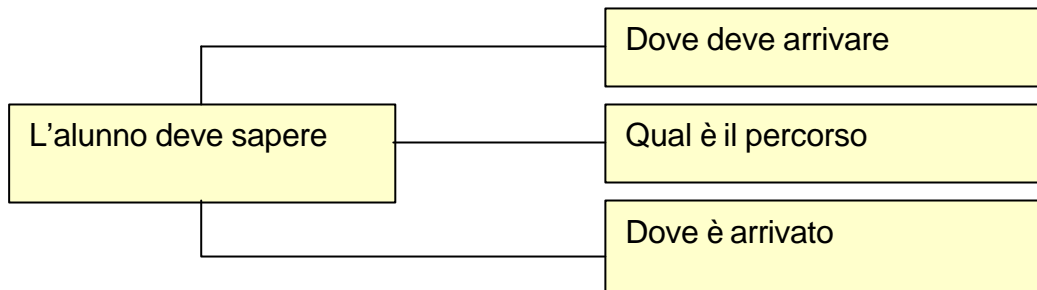 Dove deve arrivare
L'alunno deve sapere
Qual è il percorso
Dove è arrivato